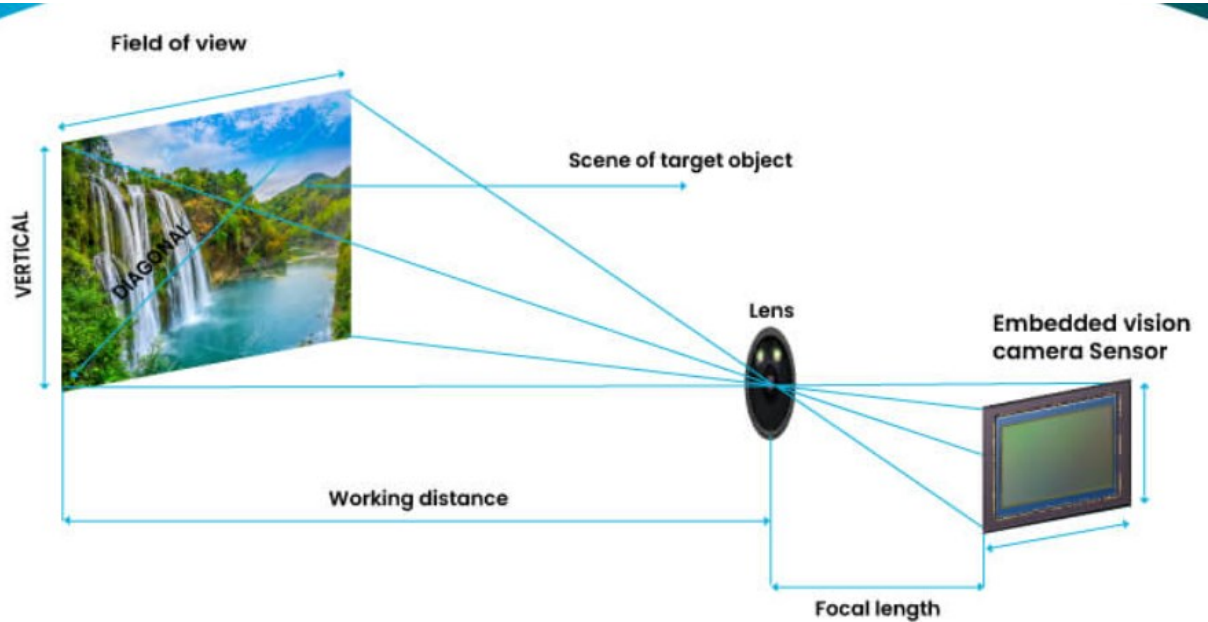 Field of view
Scene of target object
VERTICAL
DIAGONAL
Lens
Embedded vision
camera Sensor
Working distance
Focal length